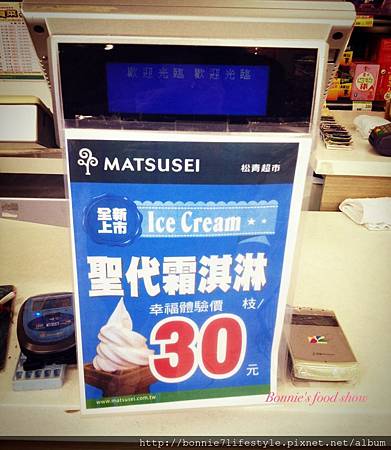 歡迎光臨 歡迎光臨
MATSUSEI
松青超市
全新
上市
Ice Cream
聖代霜淇淋
幸福體驗價
枝/
30元
www.matsusei.com.tw
Bonnie's food show
http://bonnie7lifestyle.pixnet.net/album